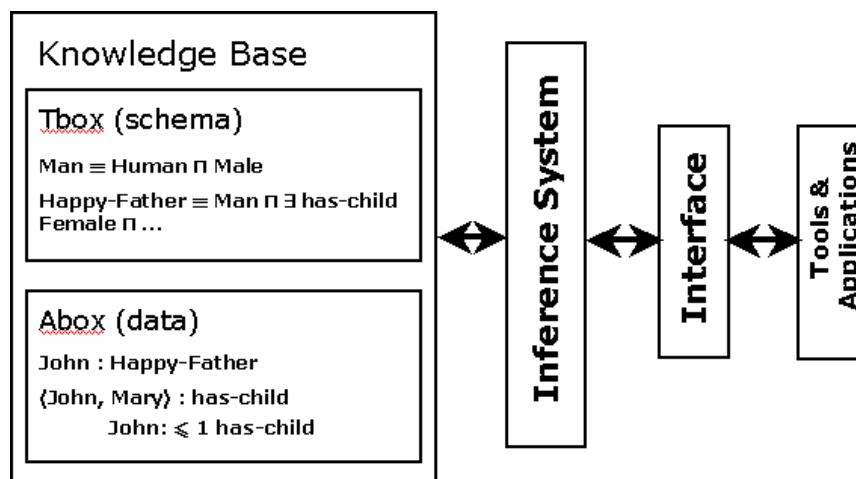 Knowledge Base
Tbox (schema)
Man ≡ Human ⊓ Male
Happy-Father ≡ Man ⊓ ∃ has-child
Female ⊓ ...
Abox (data)
John : Happy-Father
⟨John, Mary⟩ : has-child
John: ⩽ 1 has-child
Inference System
Interface
Tools &
Applications